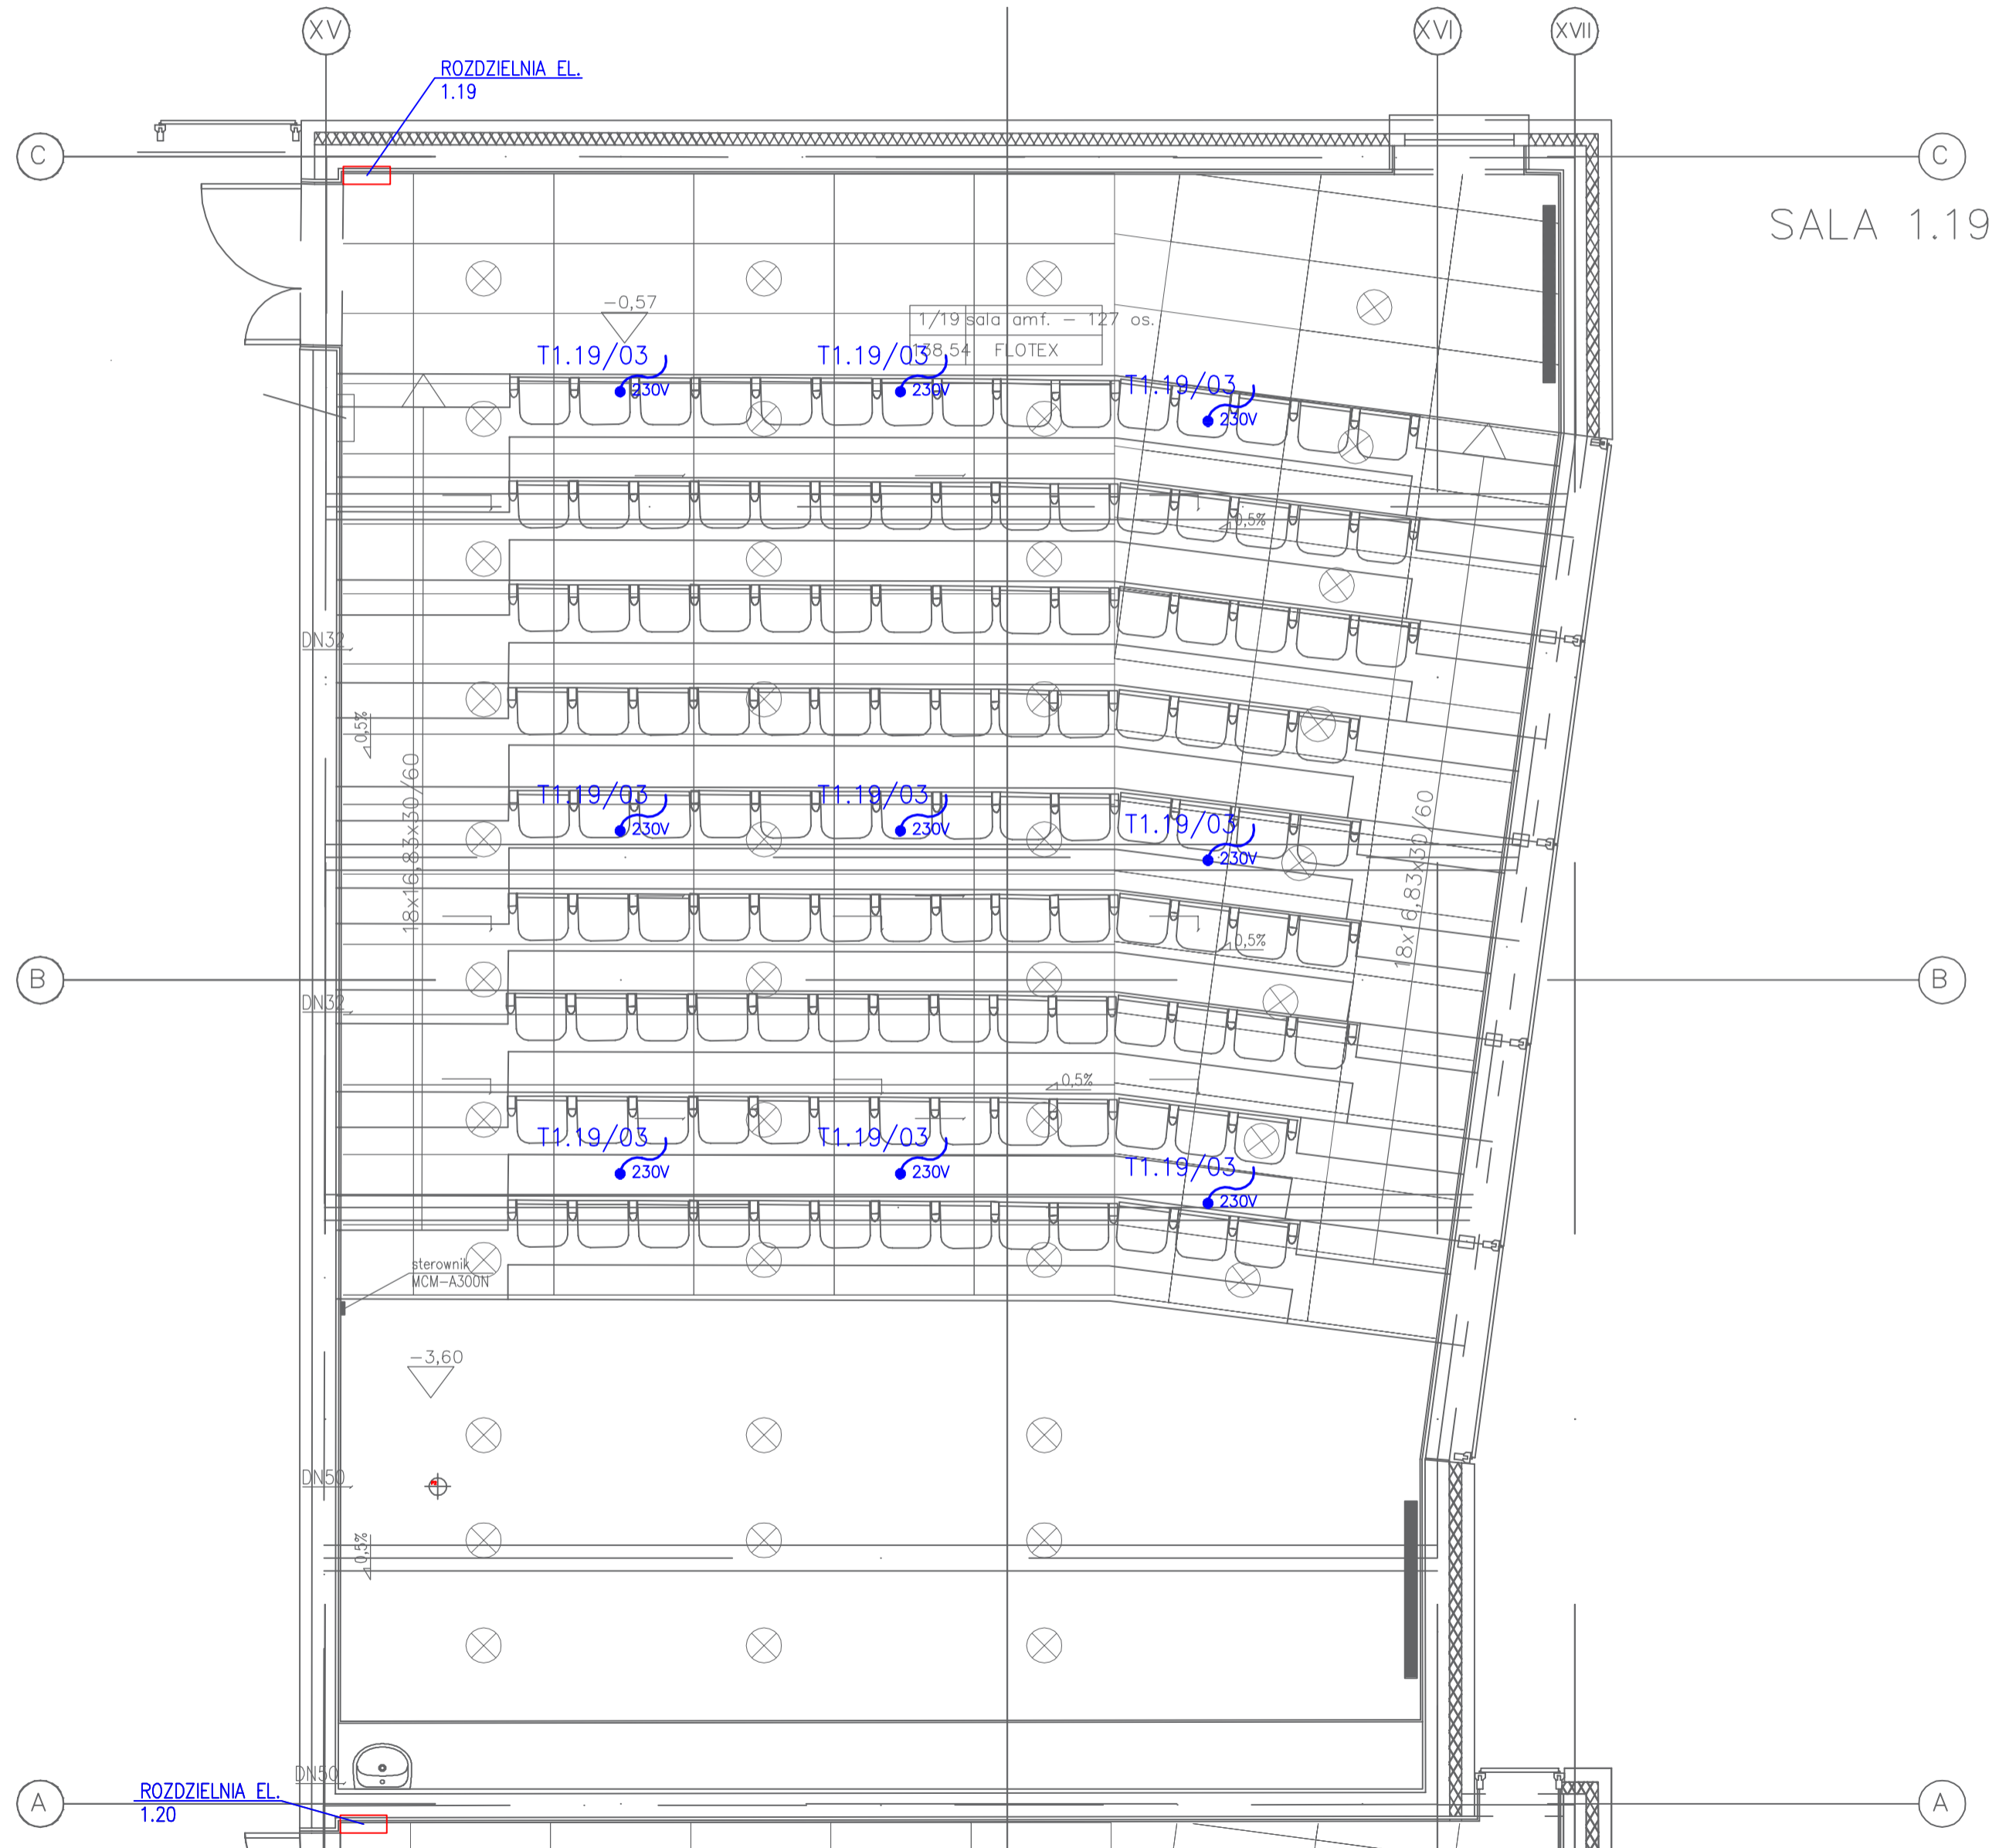 XV
XVI
XVII
ROZDZIELNIA EL.
1.19
C
C
SALA 1.19
-0,57
1/19 sala amf. - 127 os.
138,54 FLOTEX
T1.19/03
T1.19/03
T1.19/03
230V
230V
230V
0,5%
DN32
0,5%
18x16,83x30/60
18x16,83x30/60
T1.19/03
T1.19/03
T1.19/03
230V
230V
230V
0,5%
B
B
DN32
0,5%
T1.19/03
T1.19/03
T1.19/03
230V
230V
230V
sterownik
MCM-A300N
-3,60
DN50
0,5%
DN50
A
A
ROZDZIELNIA EL.
1.20